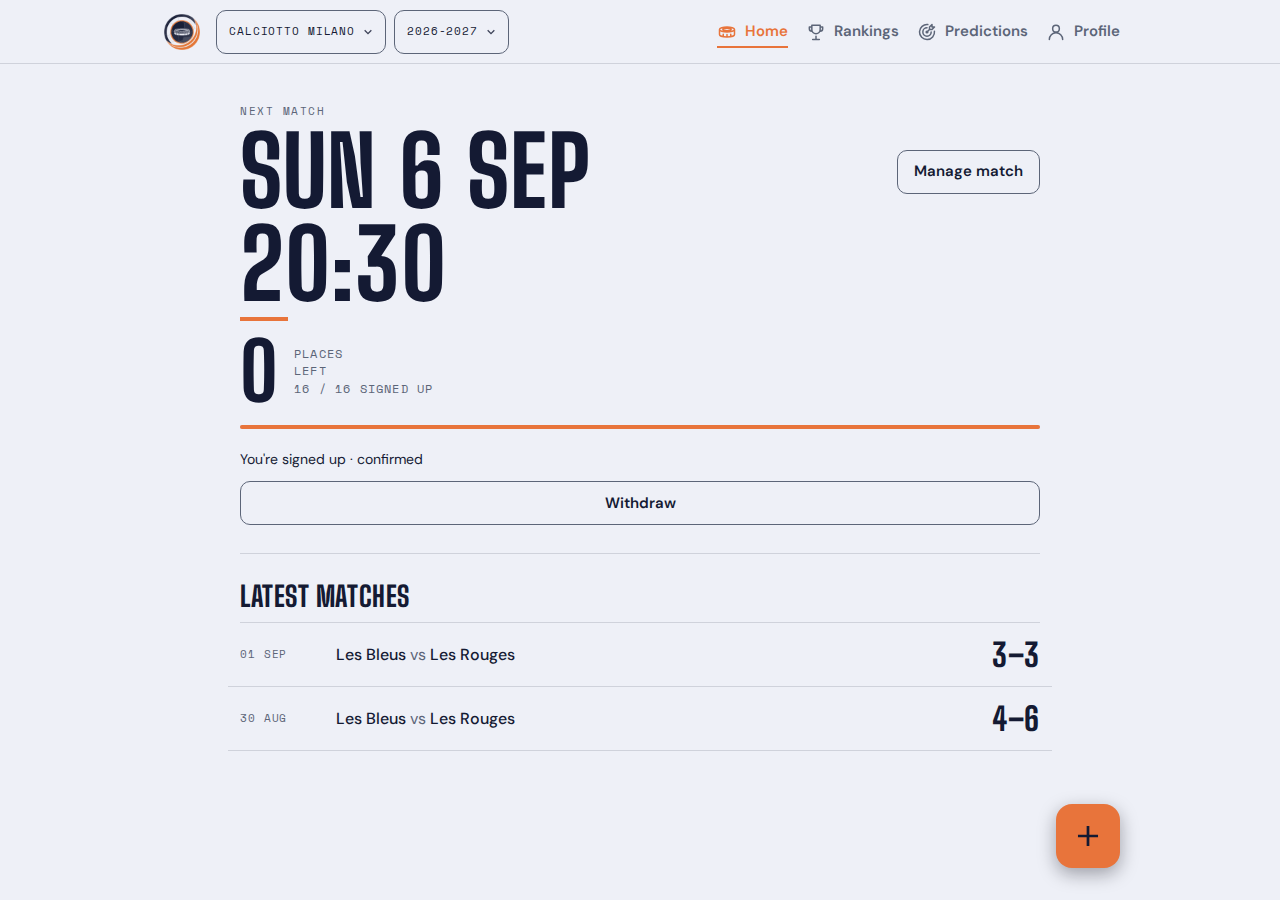 CALCIOTTO MILANO
2026-2027
Home
Rankings
Predictions
Profile
NEXT MATCH
SUN 6 SEP
20:30
Manage match
0
PLACES
LEFT
16 / 16 SIGNED UP
You're signed up · confirmed
Withdraw
LATEST MATCHES
01 SEP
Les Bleus vs Les Rouges
3–3
30 AUG
Les Bleus vs Les Rouges
4–6